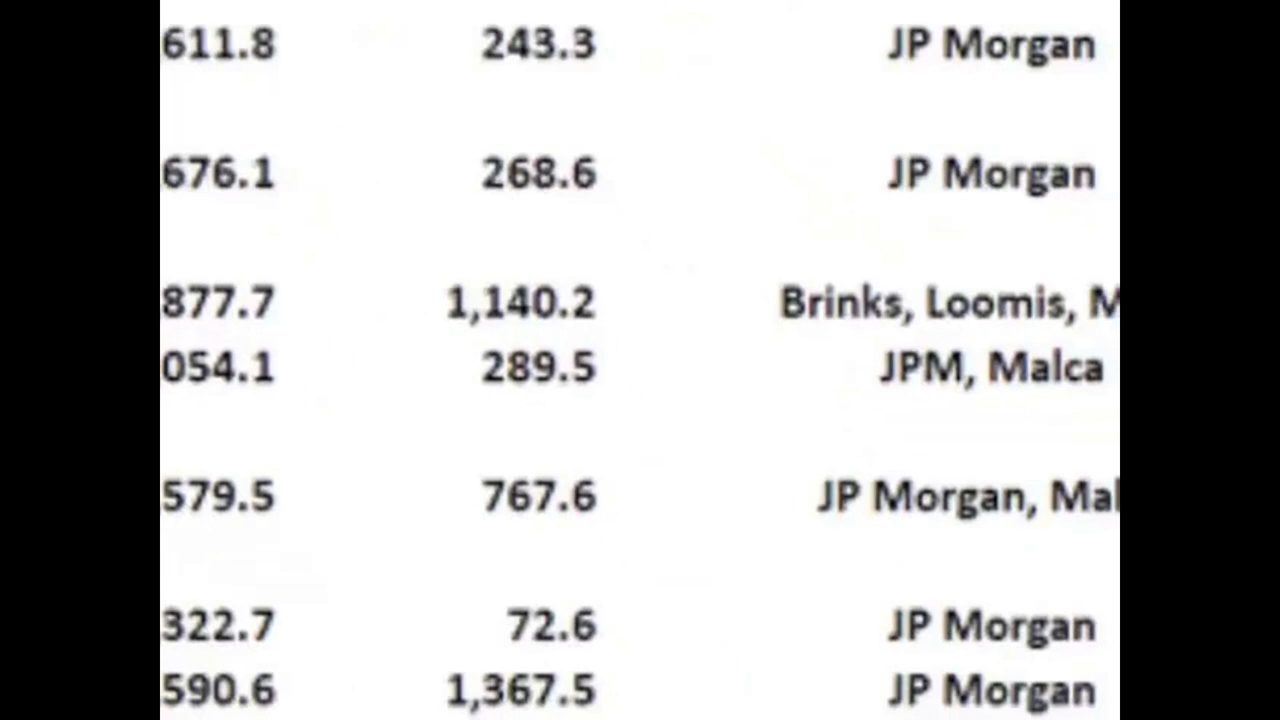 611.8 243.3 JP Morgan
676.1 268.6 JP Morgan
877.7 1,140.2 Brinks, Loomis, M
054.1 289.5 JPM, Malca
579.5 767.6 JP Morgan, Mal
322.7 72.6 JP Morgan
590.6 1,367.5 JP Morgan